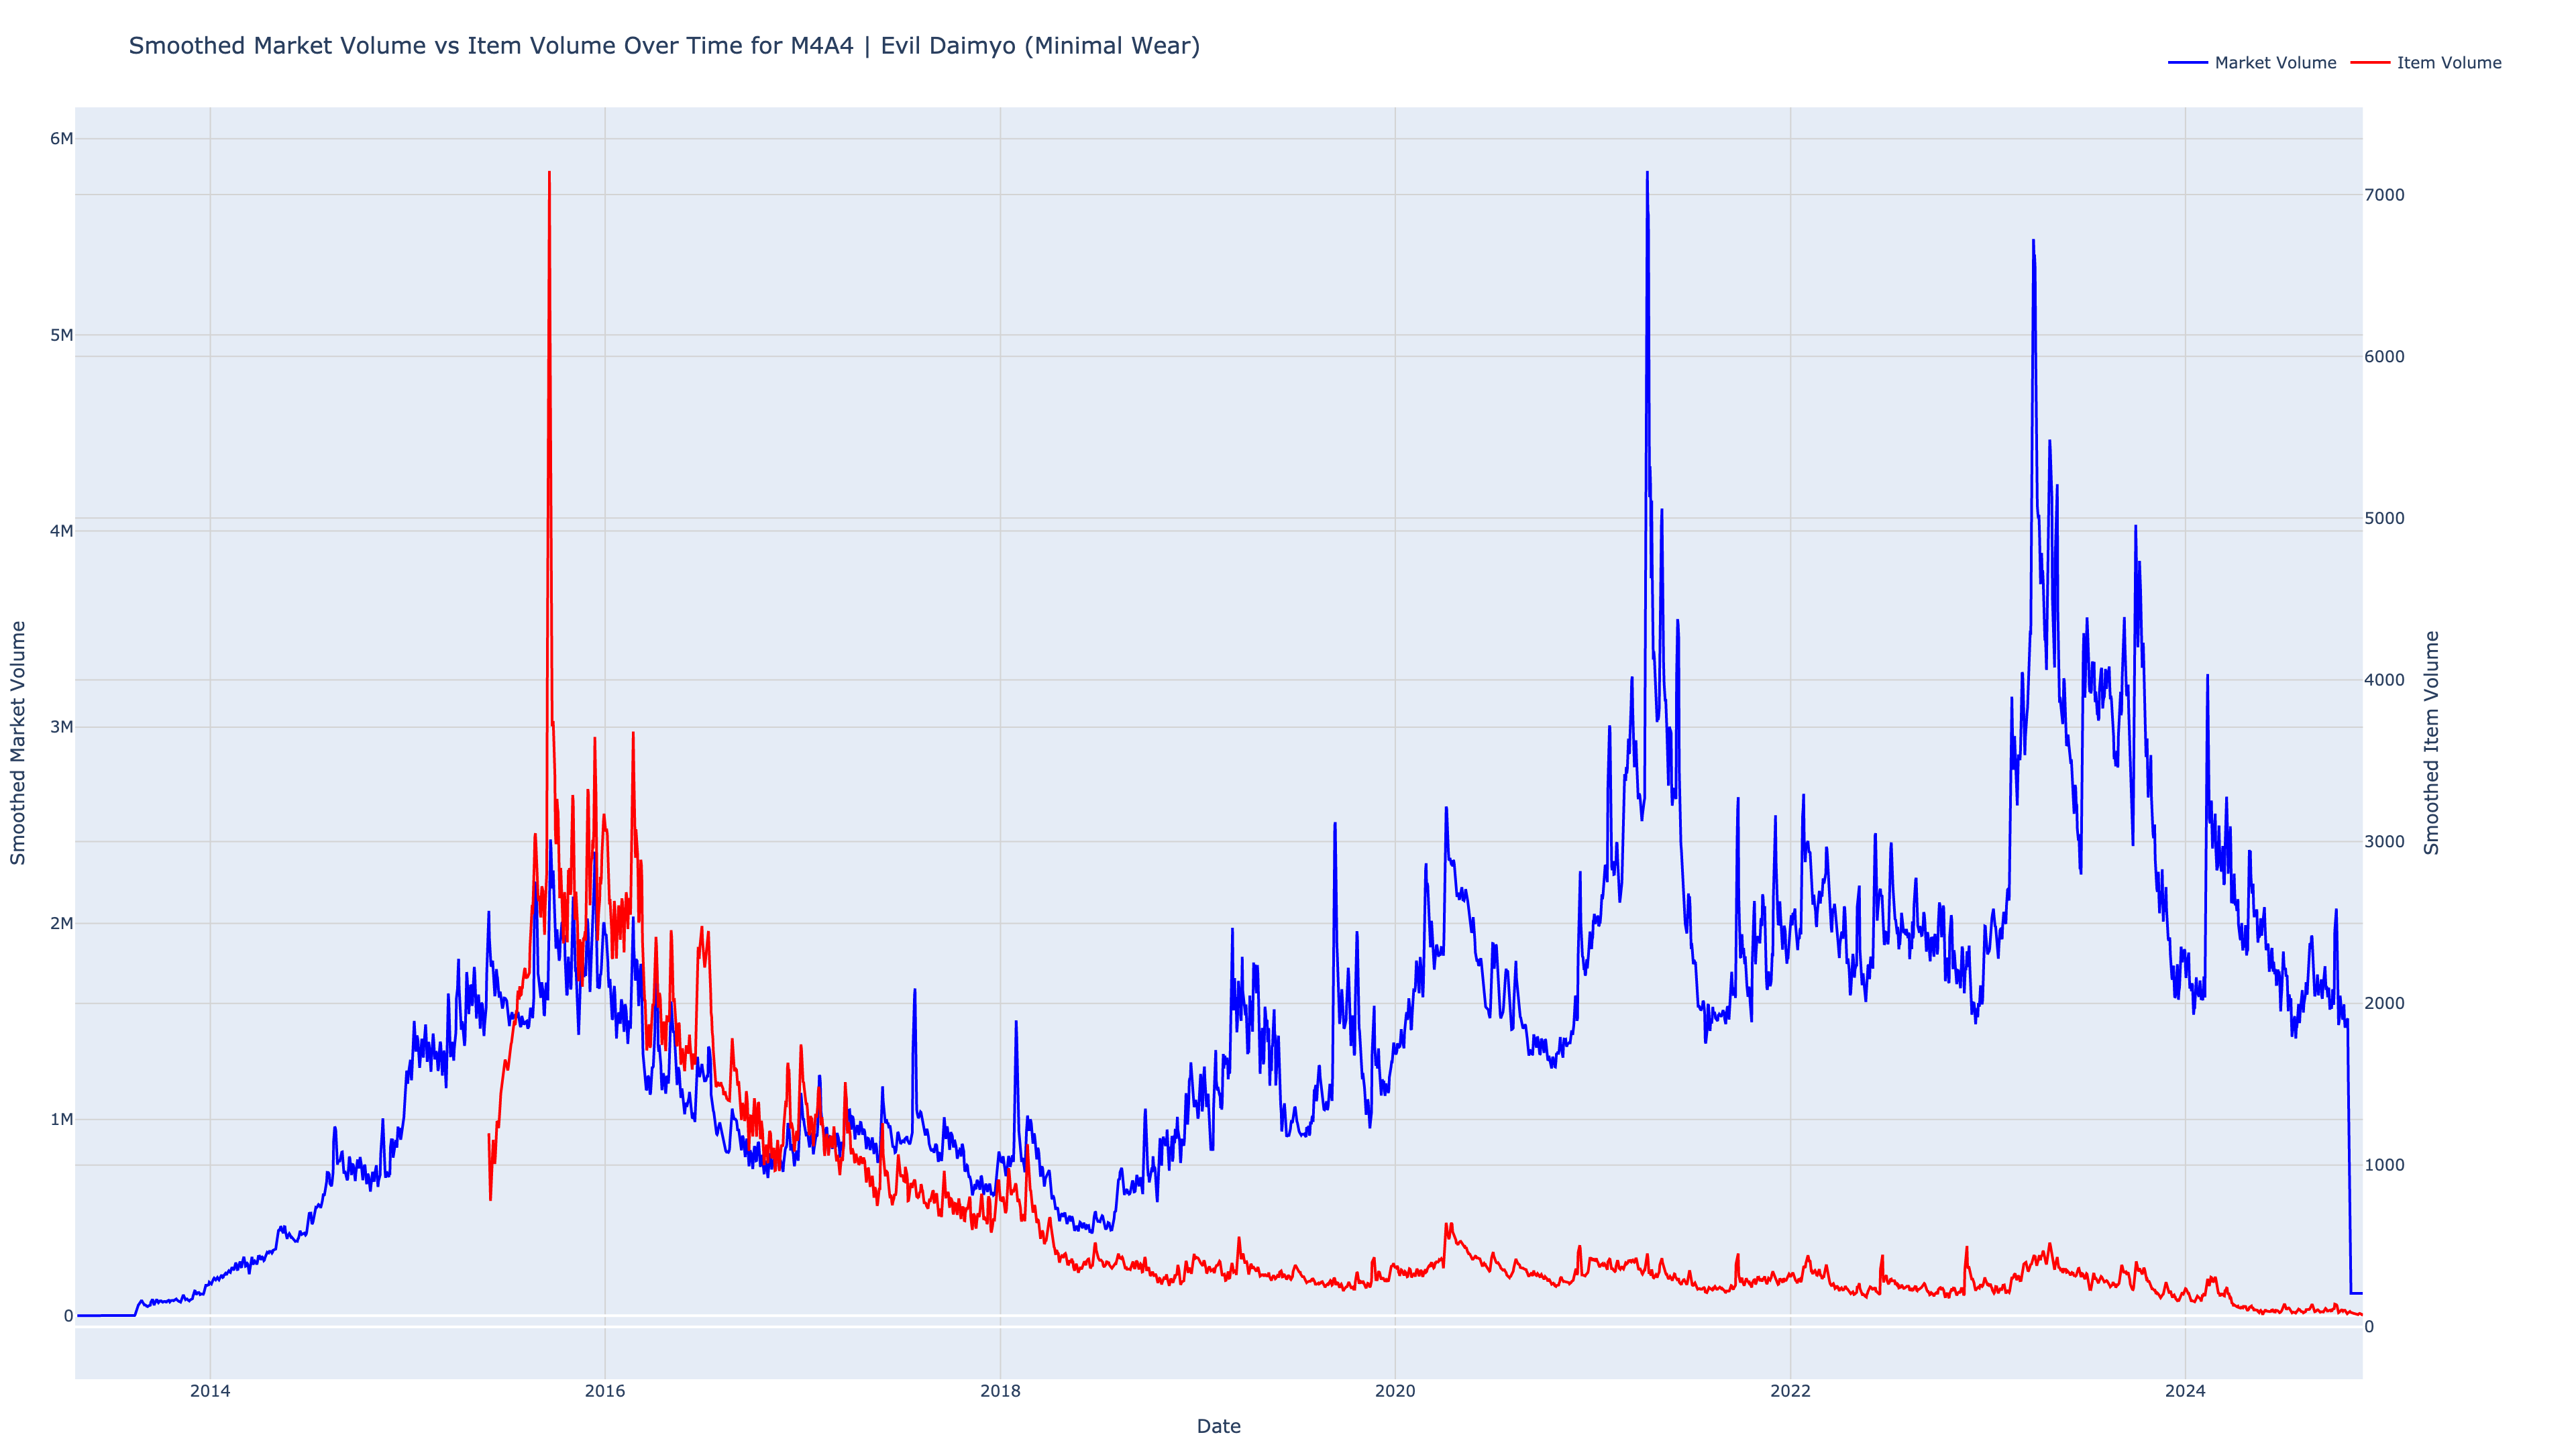 Smoothed Market Volume vs Item Volume Over Time for M4A4 | Evil Daimyo (Minimal Wear)
Market Volume
Item Volume
6M
5M
4M
3M
2M
1M
0
Smoothed Market Volume
7000
6000
5000
4000
3000
2000
1000
0
Smoothed Item Volume
2014
2016
2018
2020
2022
2024
Date